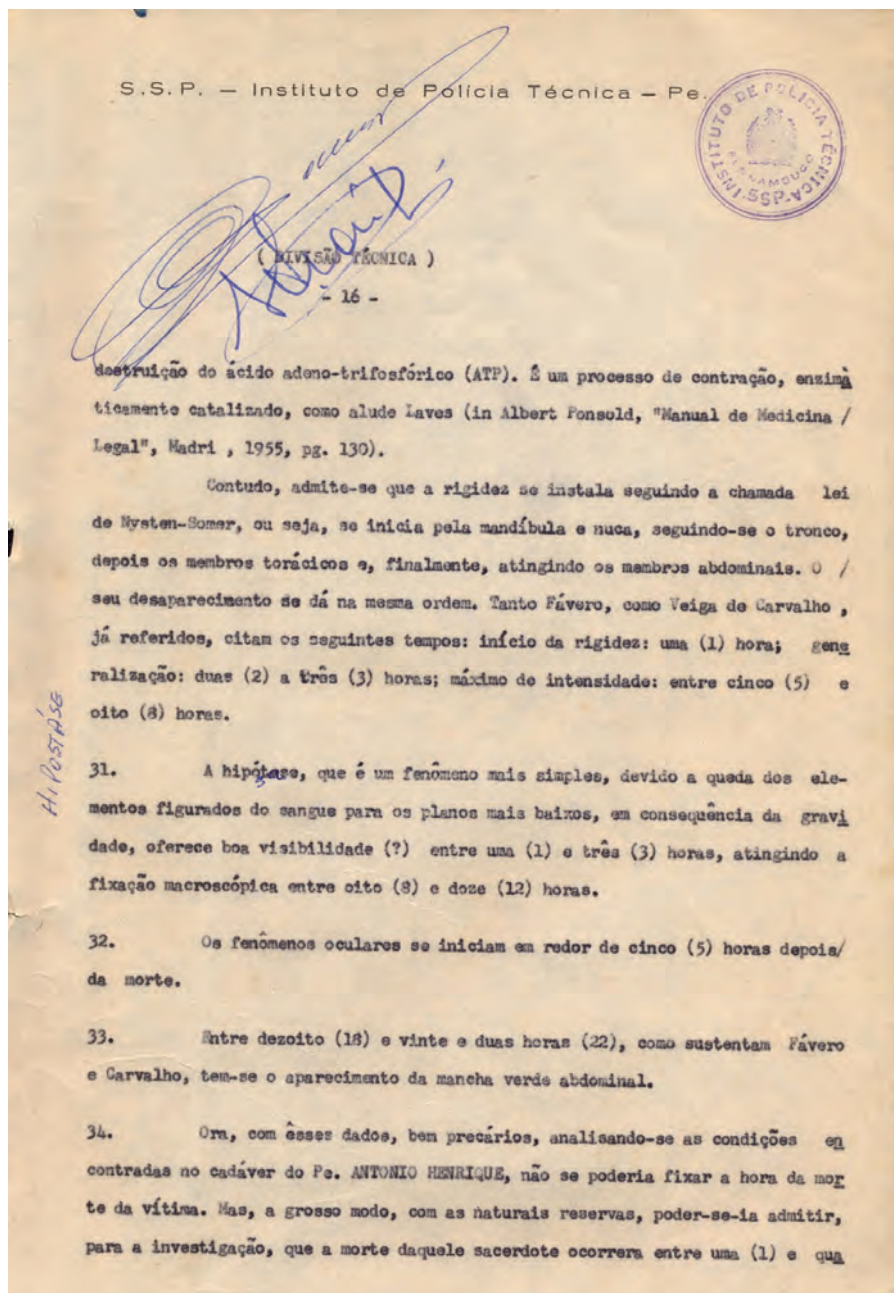 S.S.P. — Instituto de Polícia Técnica — Pe.
INSTITUTO DE POLICIA TÉCNICA
PERNAMBUCO
SSP
( DIVISÃO TÉCNICA )
- 16 -
destruição do ácido adeno-trifosfórico (ATP). É um processo de contração, enzimà
ticamente catalizado, como alude Laves (in Albert Ponsold, "Manual de Medicina /
Legal", Madri , 1955, pg. 130).
Contudo, admite-se que a rigidez se instala seguindo a chamada lei
de Nysten-Somer, ou seja, se inicia pela mandíbula e nuca, seguindo-se o tronco,
depois os membros torácicos e, finalmente, atingindo os membros abdominais. O /
seu desaparecimento se dá na mesma ordem. Tanto Fávero, como Veiga de Carvalho ,
já referidos, citam os seguintes tempos: início da rigidez: uma (1) hora; gene
ralização: duas (2) a três (3) horas; máximo de intensidade: entre cinco (5) e
oito (8) horas.
HIPOSTÁSE
31. A hipótase, que é um fenômeno mais simples, devido a queda dos ele-
mentos figurados do sangue para os planos mais baixos, em consequência da gravi
dade, oferece boa visibilidade (?) entre uma (1) e três (3) horas, atingindo a
fixação macroscópica entre oito (8) e doze (12) horas.
32. Os fenômenos oculares se iniciam em redor de cinco (5) horas depois/
da morte.
33. Entre dezoito (18) e vinte e duas horas (22), como sustentam Fávero
e Carvalho, tem-se o aparecimento da mancha verde abdominal.
34. Ora, com êsses dados, bem precários, analisando-se as condições en
contradas no cadáver do Pe. ANTONIO HENRIQUE, não se poderia fixar a hora da mor
te da vítima. Mas, a grosso modo, com as naturais reservas, poder-se-ia admitir,
para a investigação, que a morte daquele sacerdote ocorrera entre uma (1) e qua